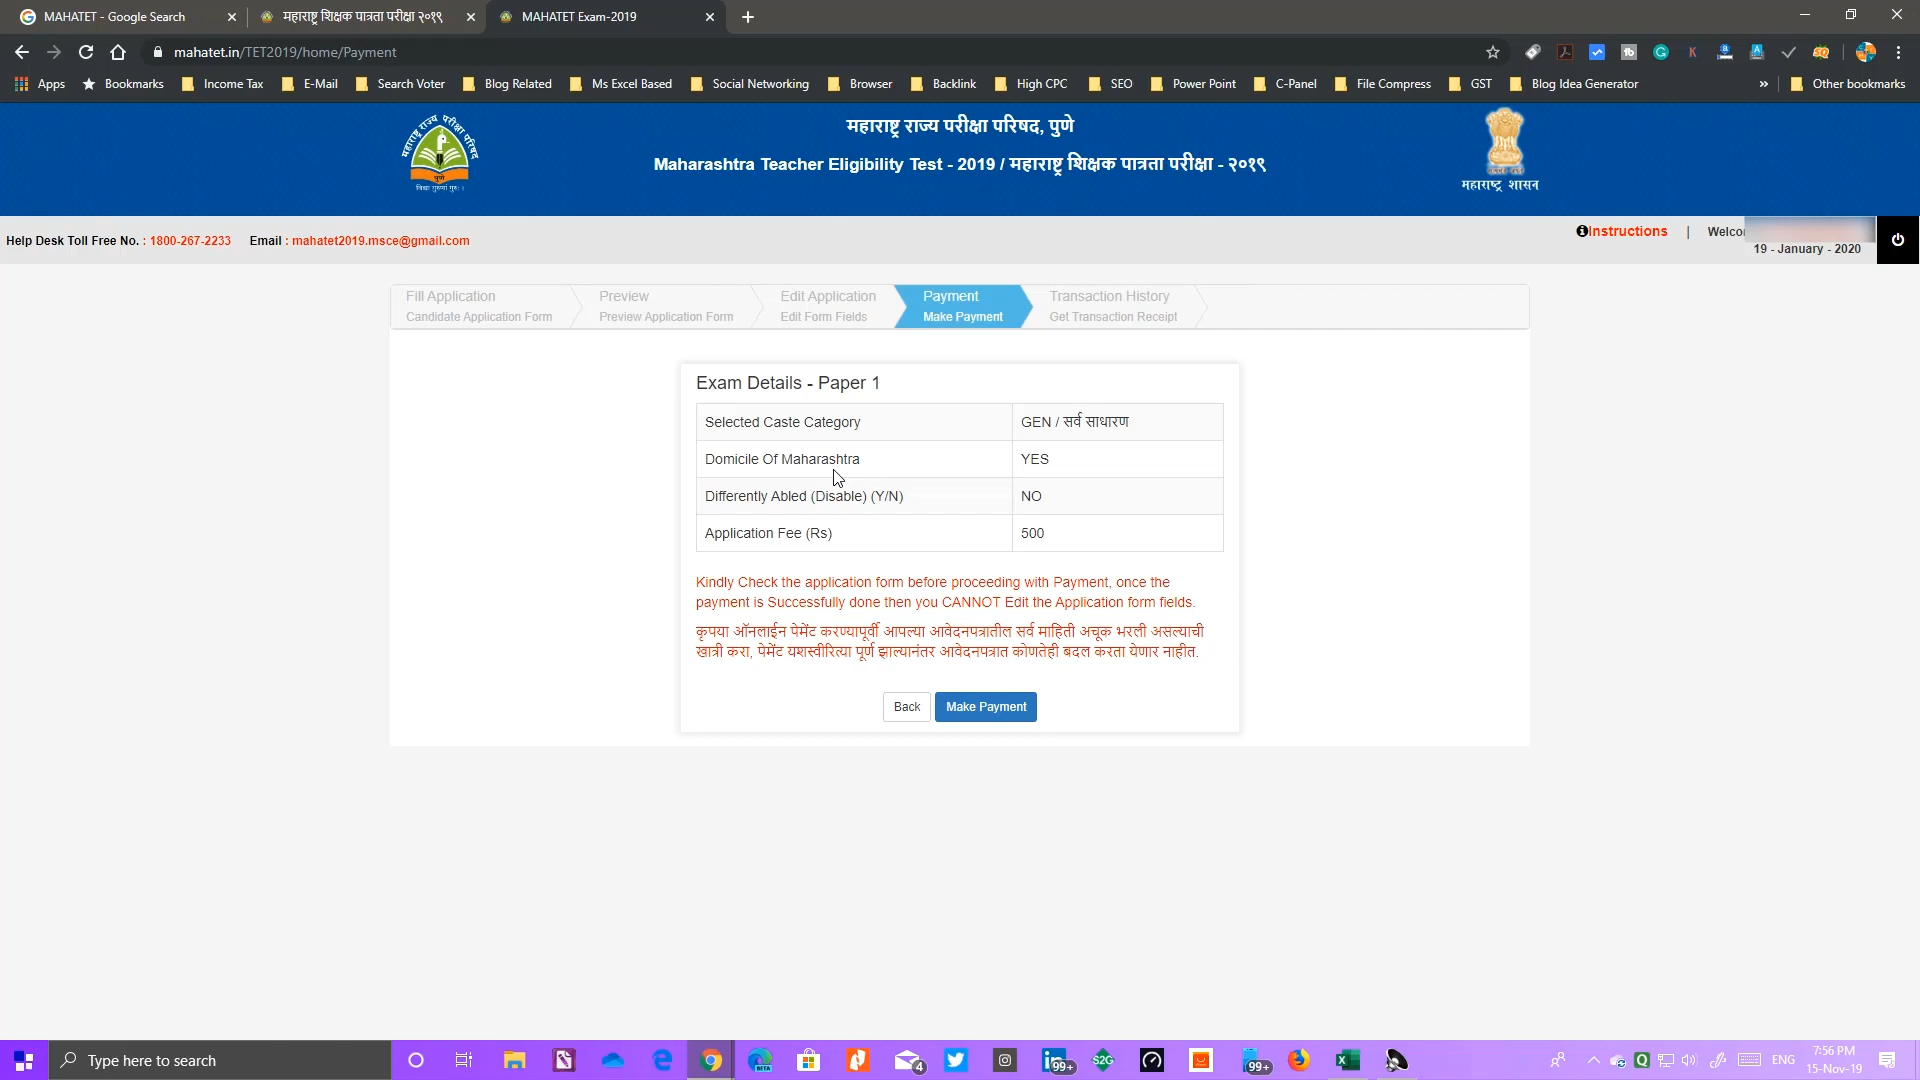 MAHATET - Google Search
महाराष्ट्र शिक्षक पात्रता परीक्षा २०१९
MAHATET Exam-2019
mahatet.in/TET2019/home/Payment
Apps Bookmarks Income Tax E-Mail Search Voter Blog Related Ms Excel Based Social Networking Browser Backlink High CPC SEO Power Point C-Panel File Compress GST Blog Idea Generator » Other bookmarks
महाराष्ट्र राज्य परीक्षा परिषद, पुणे
Maharashtra Teacher Eligibility Test - 2019 / महाराष्ट्र शिक्षक पात्रता परीक्षा - २०१९
महाराष्ट्र राज्य परीक्षा परिषद
पुणे
महाराष्ट्र शासन
Help Desk Toll Free No. : 1800-267-2233 Email : mahatet2019.msce@gmail.com
Instructions | Welco
19 - January - 2020
Fill Application
Candidate Application Form
Preview
Preview Application Form
Edit Application
Edit Form Fields
Payment
Make Payment
Transaction History
Get Transaction Receipt
Exam Details - Paper 1
Selected Caste Category GEN / सर्व साधारण
Domicile Of Maharashtra YES
Differently Abled (Disable) (Y/N) NO
Application Fee (Rs) 500
Kindly Check the application form before proceeding with Payment, once the
payment is Successfully done then you CANNOT Edit the Application form fields.
कृपया ऑनलाईन पेमेंट करण्यापूर्वी आपल्या आवेदनपत्रातील सर्व माहिती अचूक भरली असल्याची
खात्री करा, पेमेंट यशस्वीरित्या पूर्ण झाल्यानंतर आवेदनपत्रात कोणतेही बदल करता येणार नाहीत.
Back Make Payment
Type here to search
BETA
4
99+
S2G
99+
ENG
7:56 PM
15-Nov-19